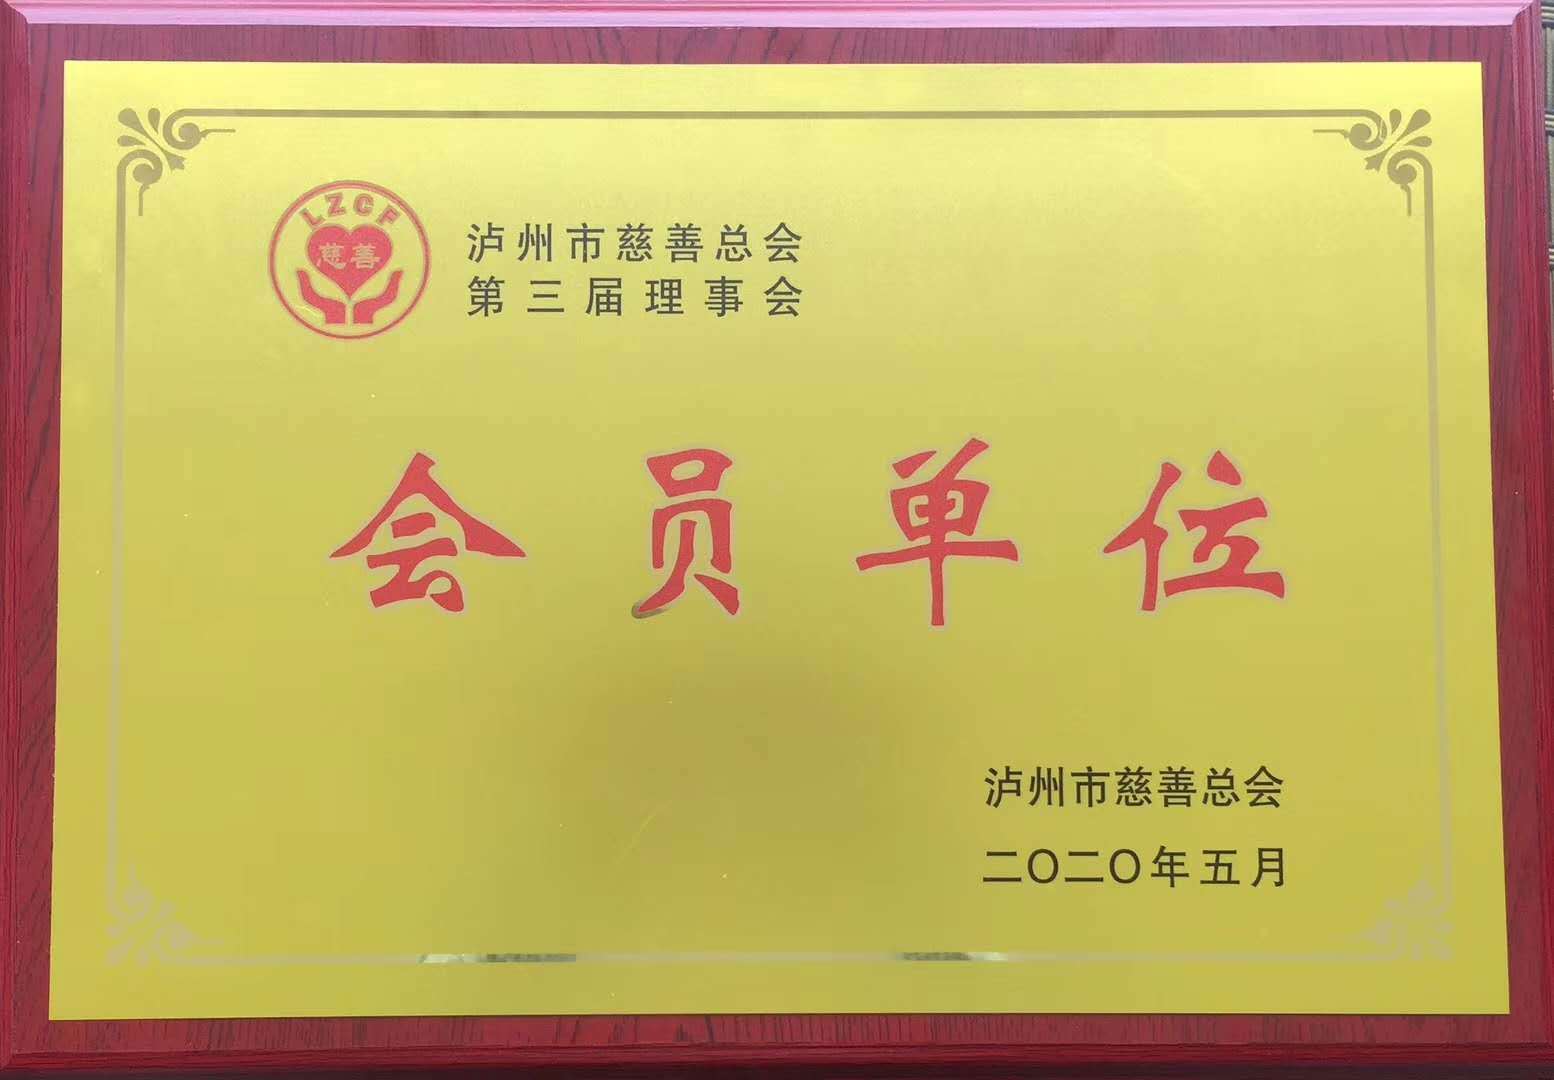 LZCF
慈善
泸州市慈善总会
第三届理事会
会员单位
泸州市慈善总会
二〇二〇年五月